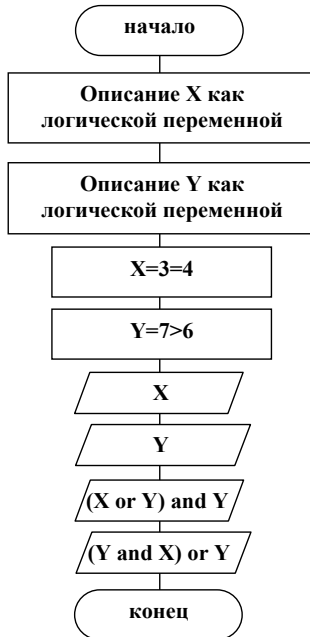 начало
Описание X как
логической переменной
Описание Y как
логической переменной
X=3=4
Y=7>6
X
Y
(X or Y) and Y
(Y and X) or Y
конец